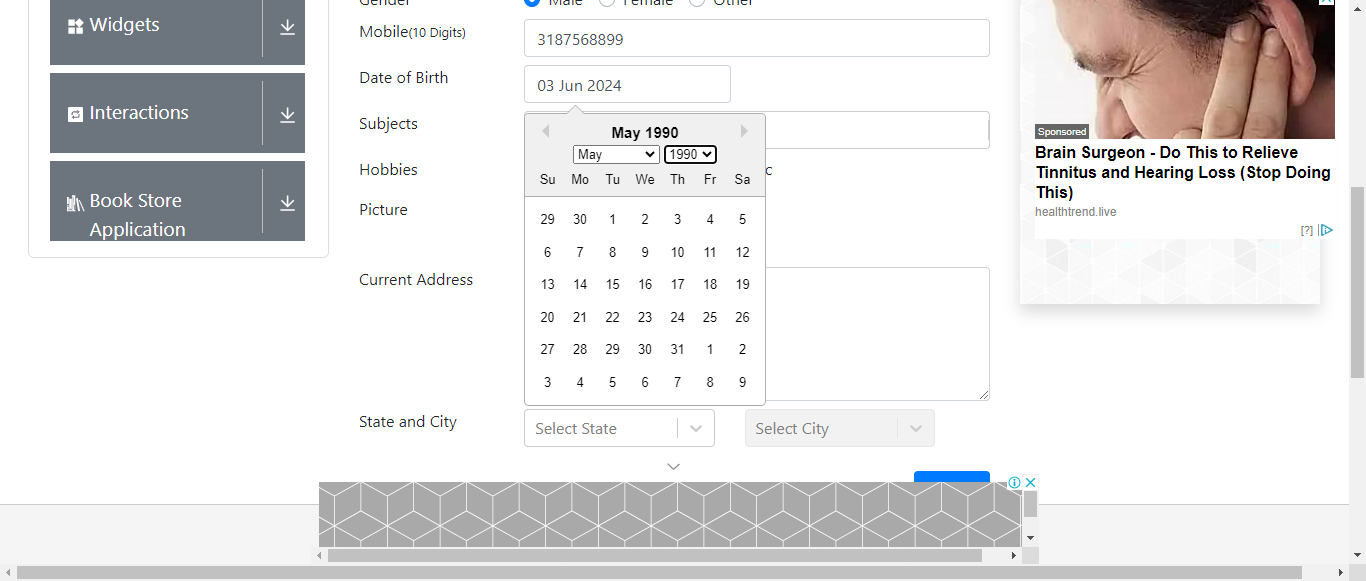 Widgets
Interactions
Book Store
Application
Gender
Male
Female
Other
Mobile(10 Digits)
3187568899
Date of Birth
03 Jun 2024
Subjects
Hobbies
Picture
Current Address
State and City
May 1990
May
1990
Su Mo Tu We Th Fr Sa
29 30 1 2 3 4 5
6 7 8 9 10 11 12
13 14 15 16 17 18 19
20 21 22 23 24 25 26
27 28 29 30 31 1 2
3 4 5 6 7 8 9
c
Select State
Select City
Sponsored
Brain Surgeon - Do This to Relieve
Tinnitus and Hearing Loss (Stop Doing
This)
healthtrend.live
[?]